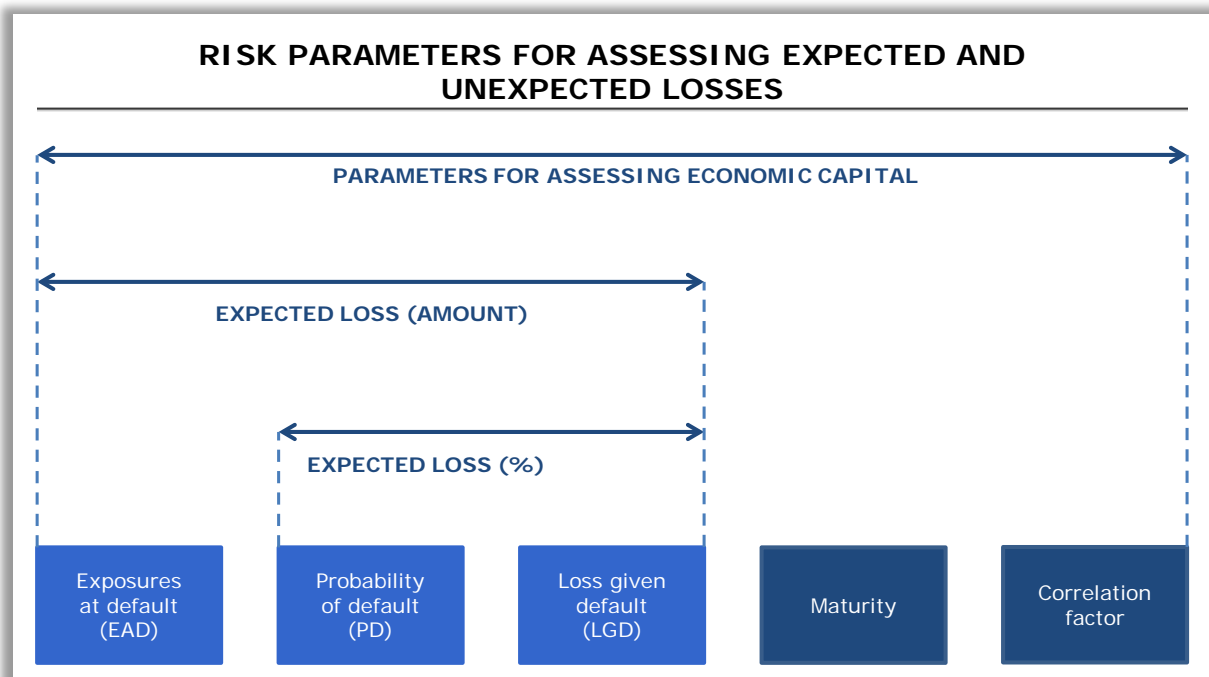 RISK PARAMETERS FOR ASSESSING EXPECTED AND
UNEXPECTED LOSSES
PARAMETERS FOR ASSESSING ECONOMIC CAPITAL
EXPECTED LOSS (AMOUNT)
EXPECTED LOSS (%)
Exposures
at default
(EAD)
Probability
of default
(PD)
Loss given
default
(LGD)
Maturity
Correlation
factor